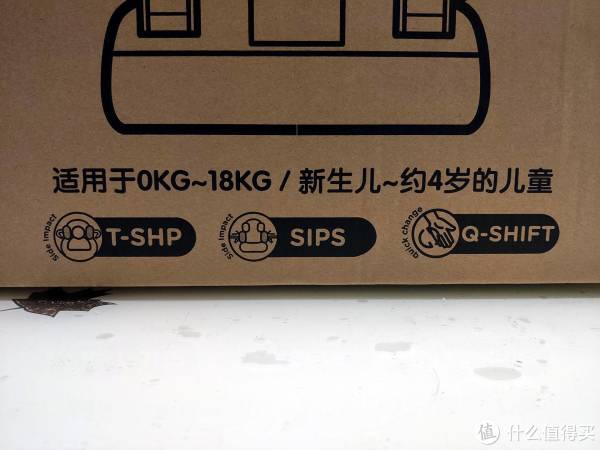 适用于0KG~18KG / 新生儿~约4岁的儿童
Side Impact T-SHP
Side Impact SIPS
quick change Q-SHIFT
值 什么值得买